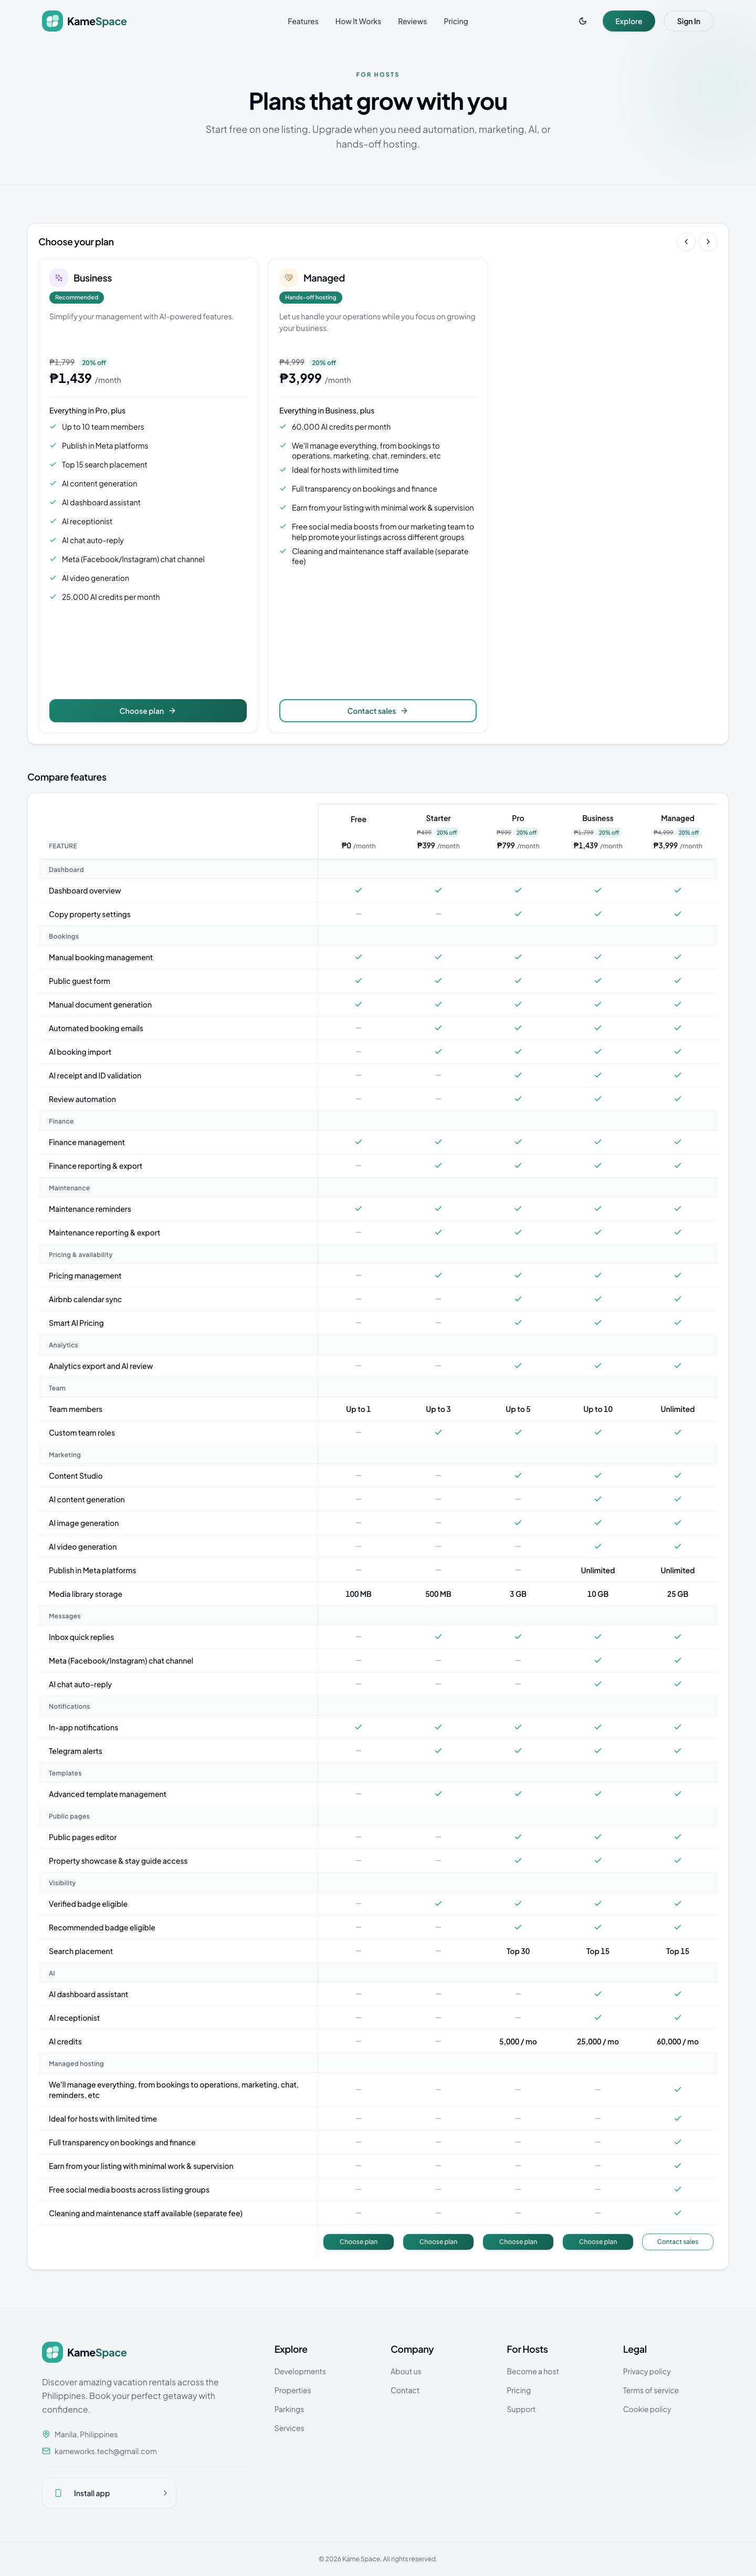 KameSpace
Features
How It Works
Reviews
Pricing
Explore
Sign In
FOR HOSTS
Plans that grow with you
Start free on one listing. Upgrade when you need automation, marketing, AI, or
hands-off hosting.
Choose your plan
Business
Recommended
Simplify your management with AI-powered features.
₱1,799 20% off
₱1,439 /month
Everything in Pro, plus
Up to 10 team members
Publish in Meta platforms
Top 15 search placement
AI content generation
AI dashboard assistant
AI receptionist
AI chat auto-reply
Meta (Facebook/Instagram) chat channel
AI video generation
25,000 AI credits per month
Choose plan
Managed
Hands-off hosting
Let us handle your operations while you focus on growing
your business.
₱4,999 20% off
₱3,999 /month
Everything in Business, plus
60,000 AI credits per month
We'll manage everything, from bookings to
operations, marketing, chat, reminders, etc
Ideal for hosts with limited time
Full transparency on bookings and finance
Earn from your listing with minimal work & supervision
Free social media boosts from our marketing team to
help promote your listings across different groups
Cleaning and maintenance staff available (separate
fee)
Contact sales
Compare features
Free Starter Pro Business Managed
₱499 20% off ₱999 20% off ₱1,799 20% off ₱4,999 20% off
FEATURE ₱0 /month ₱399 /month ₱799 /month ₱1,439 /month ₱3,999 /month
Dashboard
Dashboard overview
Copy property settings
Bookings
Manual booking management
Public guest form
Manual document generation
Automated booking emails
AI booking import
AI receipt and ID validation
Review automation
Finance
Finance management
Finance reporting & export
Maintenance
Maintenance reminders
Maintenance reporting & export
Pricing & availability
Pricing management
Airbnb calendar sync
Smart AI Pricing
Analytics
Analytics export and AI review
Team
Team members Up to 1 Up to 3 Up to 5 Up to 10 Unlimited
Custom team roles
Marketing
Content Studio
AI content generation
AI image generation
AI video generation
Publish in Meta platforms Unlimited Unlimited
Media library storage 100 MB 500 MB 3 GB 10 GB 25 GB
Messages
Inbox quick replies
Meta (Facebook/Instagram) chat channel
AI chat auto-reply
Notifications
In-app notifications
Telegram alerts
Templates
Advanced template management
Public pages
Public pages editor
Property showcase & stay guide access
Visibility
Verified badge eligible
Recommended badge eligible
Search placement Top 30 Top 15 Top 15
AI
AI dashboard assistant
AI receptionist
AI credits 5,000 / mo 25,000 / mo 60,000 / mo
Managed hosting
We'll manage everything, from bookings to operations, marketing, chat,
reminders, etc
Ideal for hosts with limited time
Full transparency on bookings and finance
Earn from your listing with minimal work & supervision
Free social media boosts across listing groups
Cleaning and maintenance staff available (separate fee)
Choose plan Choose plan Choose plan Choose plan Contact sales
KameSpace
Discover amazing vacation rentals across the
Philippines. Book your perfect getaway with
confidence.
Manila, Philippines
kameworks.tech@gmail.com
Install app
Explore
Developments
Properties
Parkings
Services
Company
About us
Contact
For Hosts
Become a host
Pricing
Support
Legal
Privacy policy
Terms of service
Cookie policy
© 2026 Kame Space. All rights reserved.